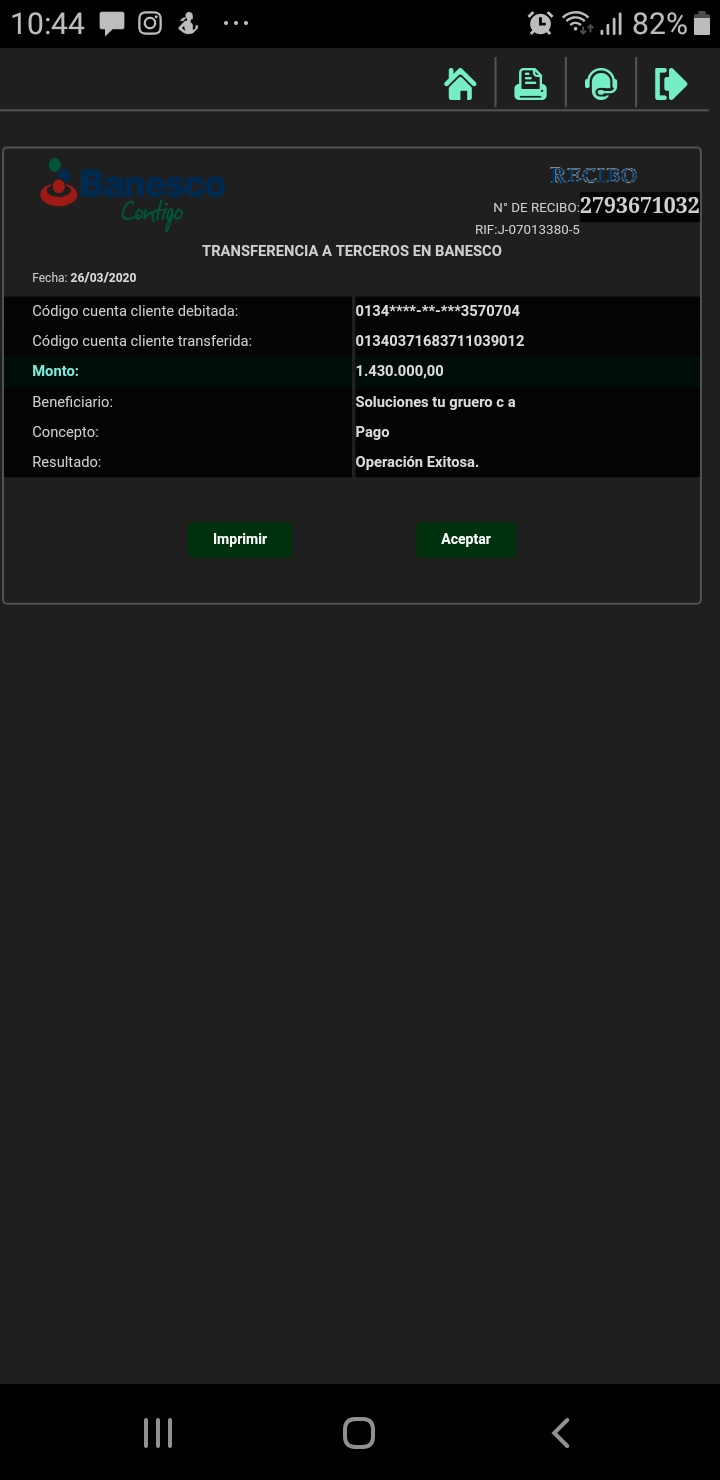 10:44
82%
Banesco
Contigo
RECIBO
N° DE RECIBO:2793671032
RIF:J-07013380-5
TRANSFERENCIA A TERCEROS EN BANESCO
Fecha: 26/03/2020
Código cuenta cliente debitada: 0134****-**-***3570704
Código cuenta cliente transferida: 01340371683711039012
Monto: 1.430.000,00
Beneficiario: Soluciones tu gruero c a
Concepto: Pago
Resultado: Operación Exitosa.
Imprimir Aceptar